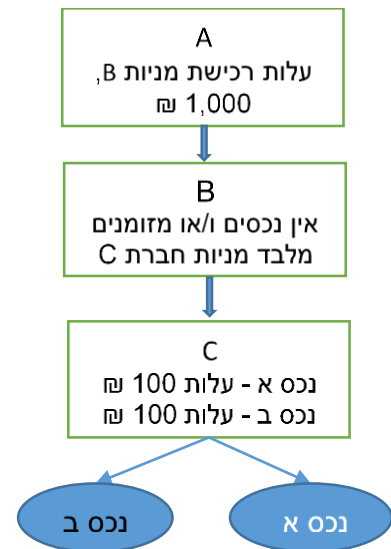 A
עלות רכישת מניות B,
1,000 ₪
B
אין נכסים ו/או מזומנים
מלבד מניות חברת C
C
נכס א - עלות 100 ₪
נכס ב - עלות 100 ₪
נכס א
נכס ב